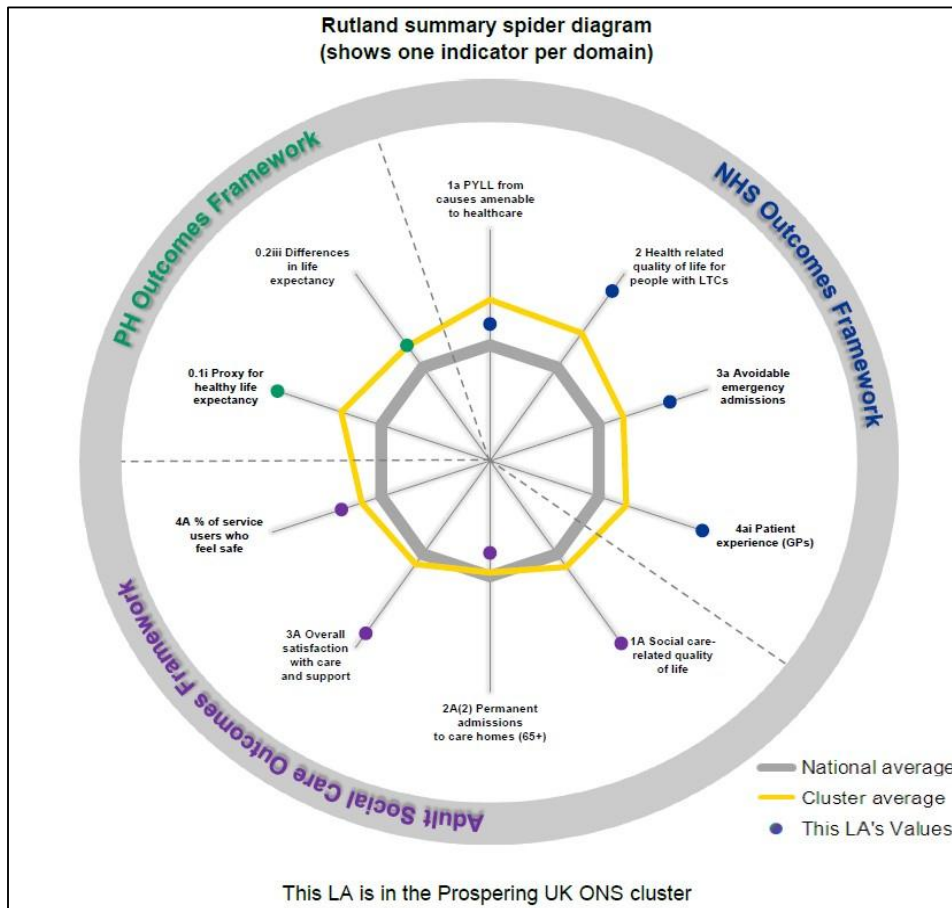 Rutland summary spider diagram
(shows one indicator per domain)
PH Outcomes Framework
NHS Outcomes Framework
Adult Social Care Outcomes Framework
1a PYLL from
causes amenable
to healthcare
2 Health related
quality of life for
people with LTCs
3a Avoidable
emergency
admissions
4ai Patient
experience (GPs)
1A Social care-
related quality
of life
2A(2) Permanent
admissions
to care homes (65+)
3A Overall
satisfaction
with care
and support
4A % of service
users who
feel safe
0.1i Proxy for
healthy life
expectancy
0.2iii Differences
in life
expectancy
National average
Cluster average
This LA's Values
This LA is in the Prospering UK ONS cluster